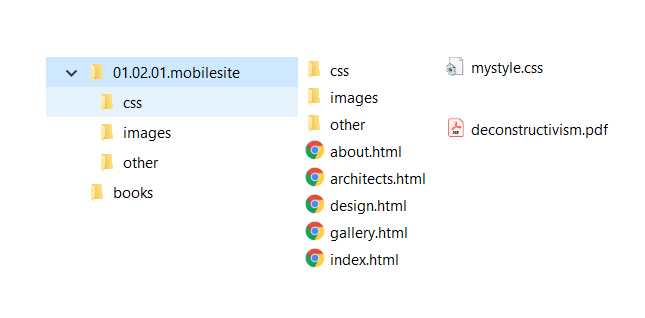 01.02.01.mobilesite
css
images
other
books
css
images
other
about.html
architects.html
design.html
gallery.html
index.html
mystyle.css
deconstructivism.pdf